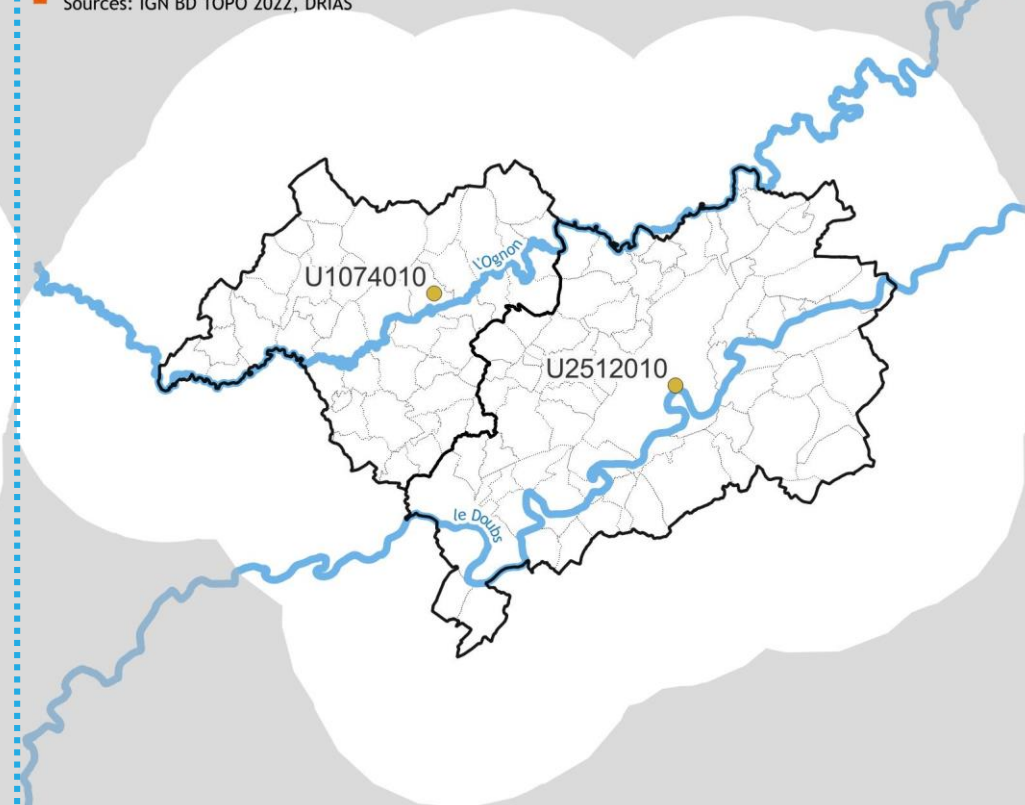 Sources: IGN BD TOPO 2022, DRIAS
l'Ognon
U1074010
U2512010
le Doubs